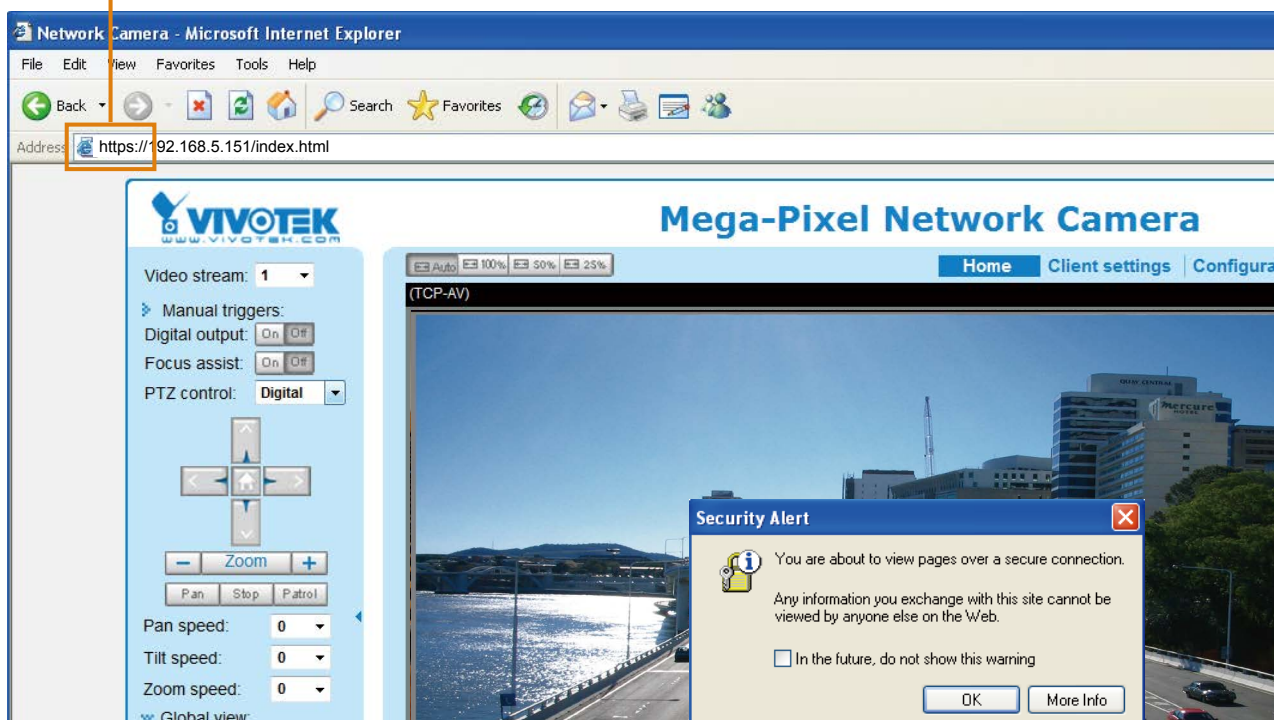 Network Camera - Microsoft Internet Explorer
File Edit View Favorites Tools Help
Back Search Favorites
Address https://192.168.5.151/index.html
VIVOTEK
www.vivotek.com
Mega-Pixel Network Camera
Auto 100% 50% 25%
Home Client settings Configura
(TCP-AV)
Video stream: 1
Manual triggers:
Digital output: On Off
Focus assist: On Off
PTZ control: Digital
Zoom
Pan Stop Patrol
Pan speed: 0
Tilt speed: 0
Zoom speed: 0
Global view:
QUAY CENTRAL
Mercure
HOTEL
Security Alert
You are about to view pages over a secure connection.
Any information you exchange with this site cannot be
viewed by anyone else on the Web.
In the future, do not show this warning
OK More Info